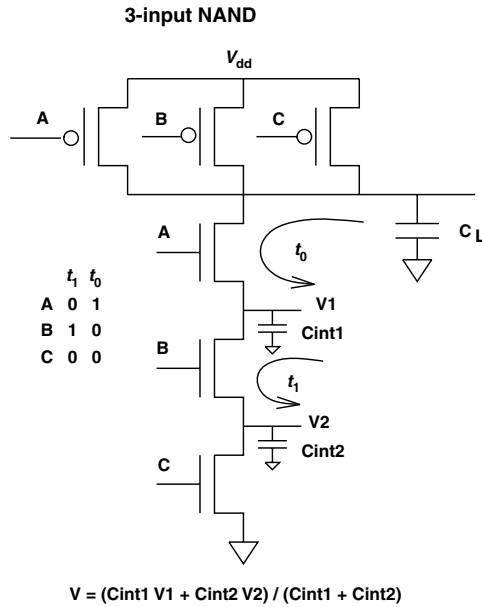 3-input NAND
Vdd
A
B
C
A
t0
CL
t1 t0
A 0 1
B 1 0
C 0 0
V1
Cint1
B
t1
V2
Cint2
C
V = (Cint1 V1 + Cint2 V2) / (Cint1 + Cint2)